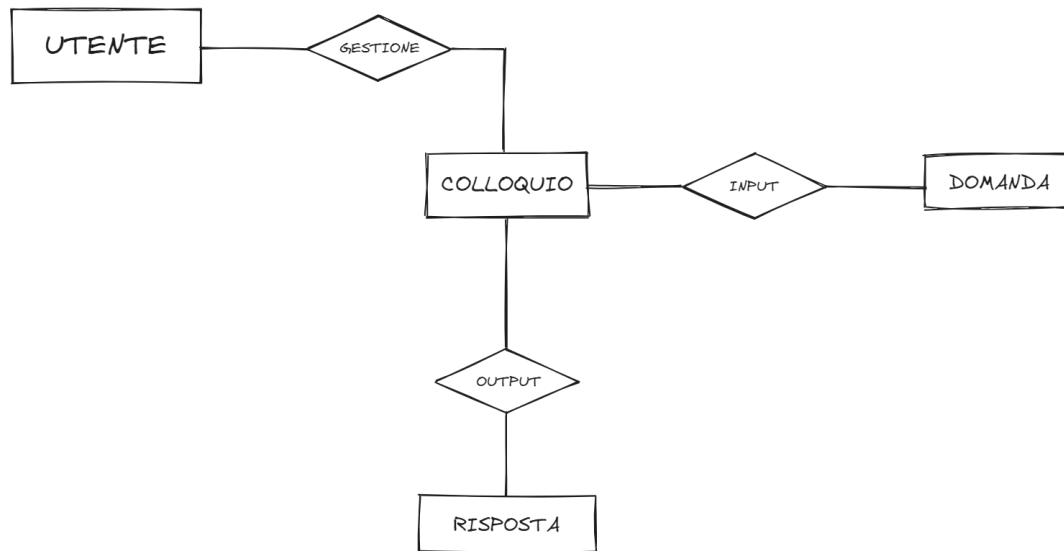 UTENTE
GESTIONE
COLLOQUIO
INPUT
DOMANDA
OUTPUT
RISPOSTA